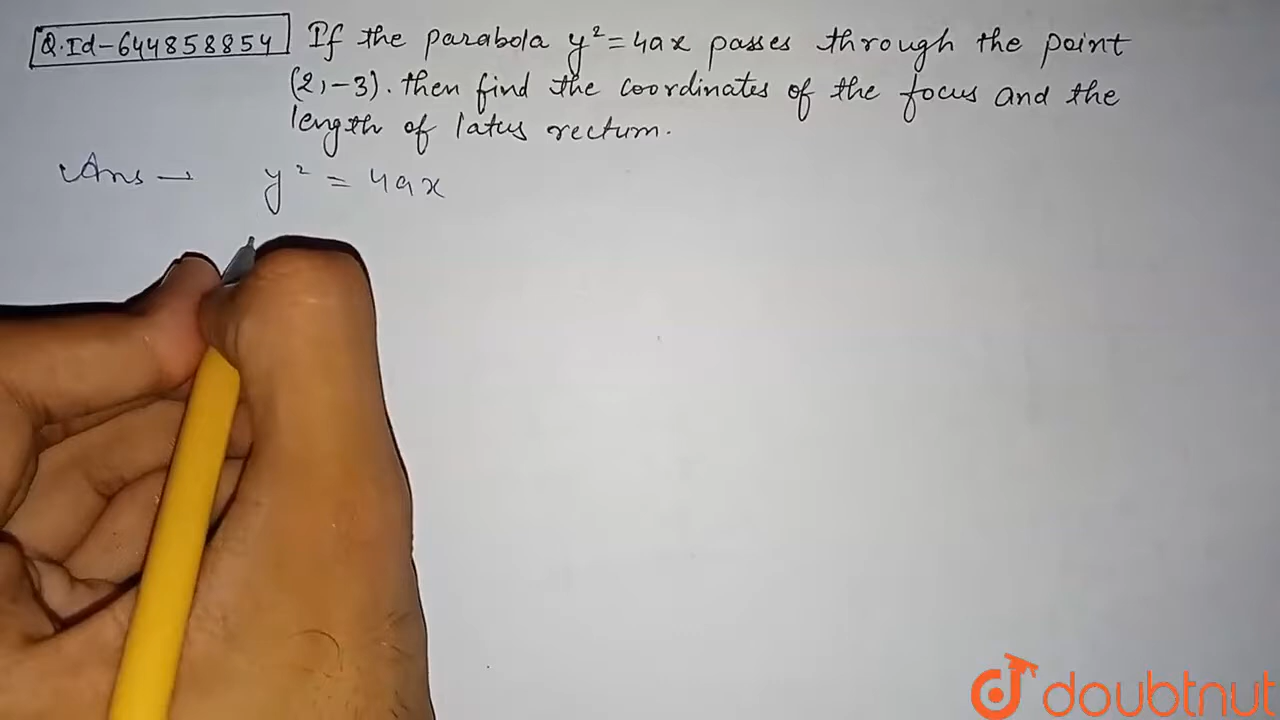 Q.Id-644858854
If the parabola y²=4ax passes through the point
(2,-3). then find the coordinates of the focus and the
length of latus rectum.
Ans → y² = 4ax
doubtnut